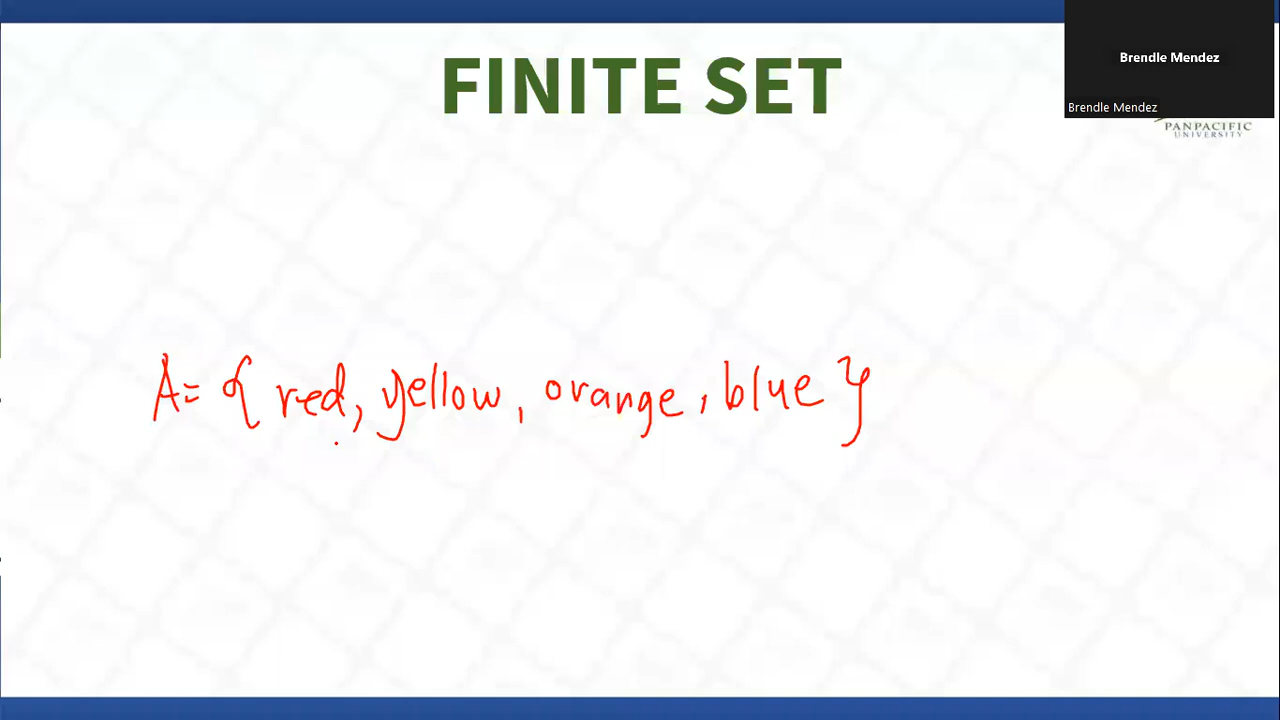 FINITE SET
Brendle Mendez
Brendle Mendez
PANPACIFIC
UNIVERSITY
A= { red, yellow, orange, blue }